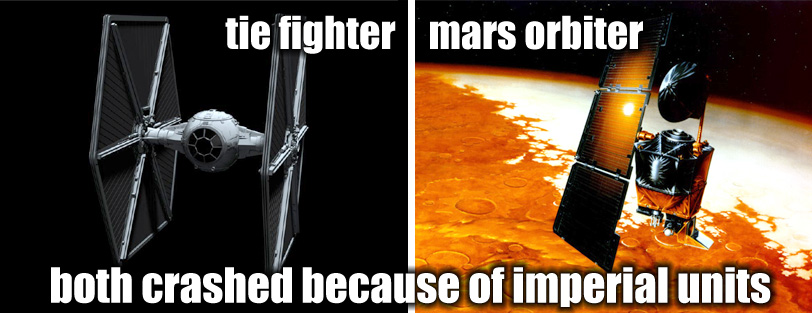 tie fighter
mars orbiter
both crashed because of imperial units